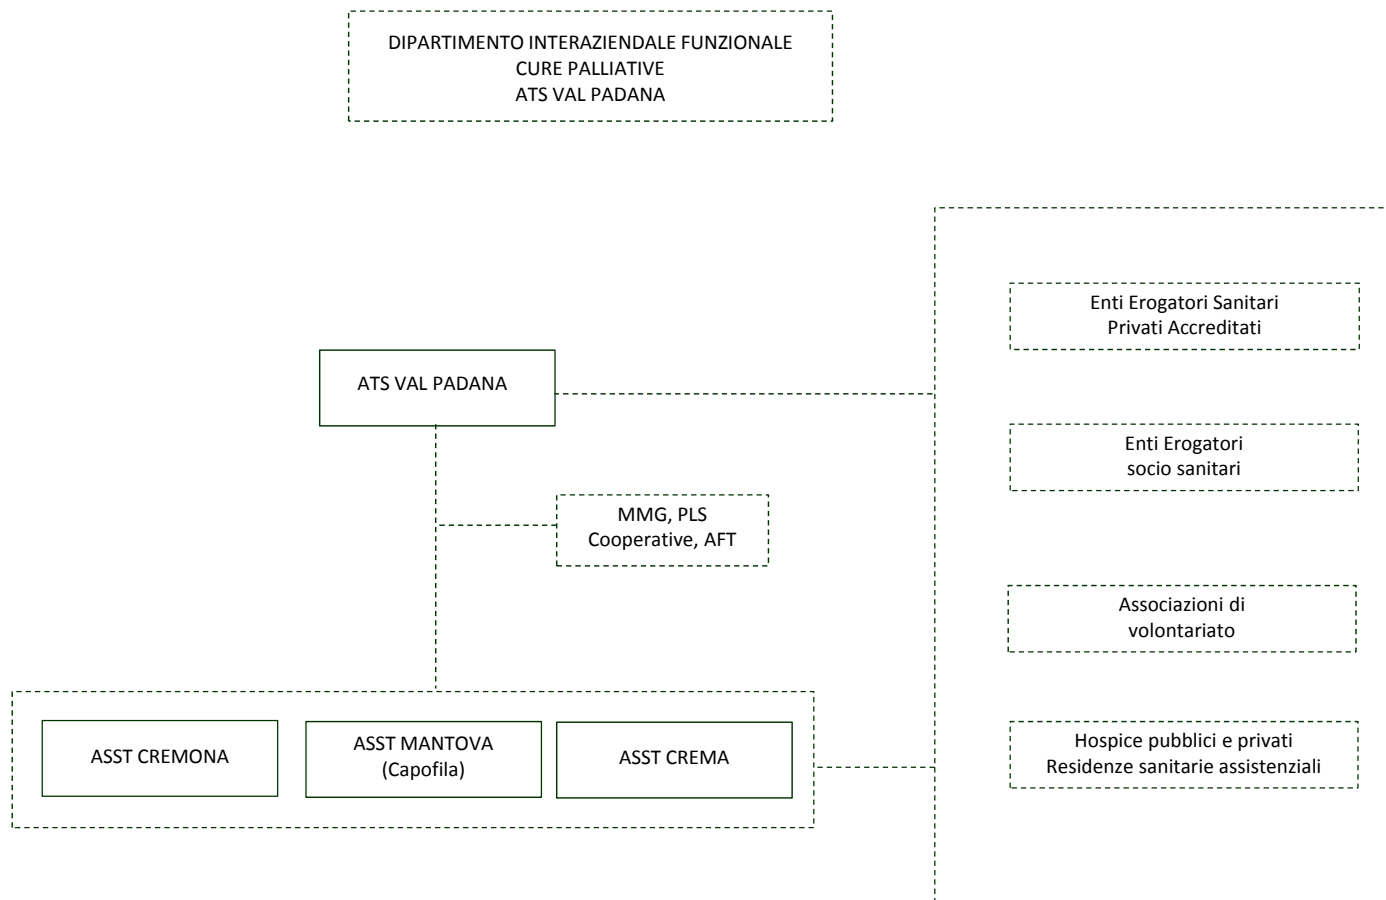 DIPARTIMENTO INTERAZIENDALE FUNZIONALE
CURE PALLIATIVE
ATS VAL PADANA
Enti Erogatori Sanitari
Privati Accreditati
ATS VAL PADANA
Enti Erogatori
socio sanitari
MMG, PLS
Cooperative, AFT
Associazioni di
volontariato
ASST CREMONA
ASST MANTOVA
(Capofila)
ASST CREMA
Hospice pubblici e privati
Residenze sanitarie assistenziali